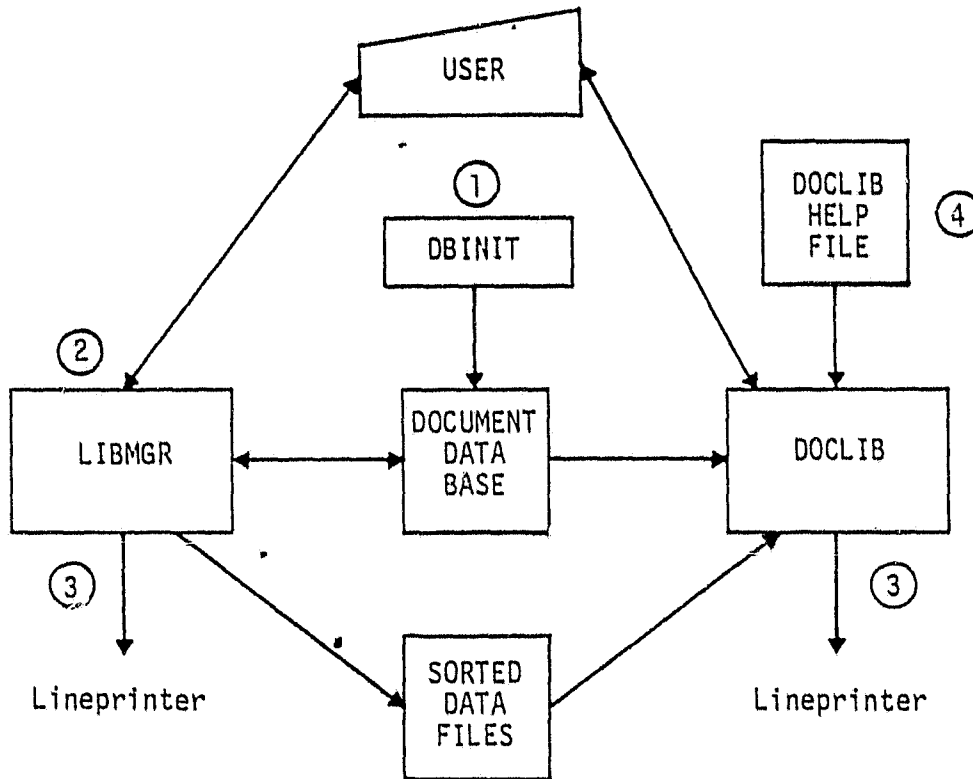 USER
1
DBINIT
DOCLIB
HELP
FILE
4
2
LIBMGR
DOCUMENT
DATA
BASE
DOCLIB
3
Lineprinter
SORTED
DATA
FILES
3
Lineprinter